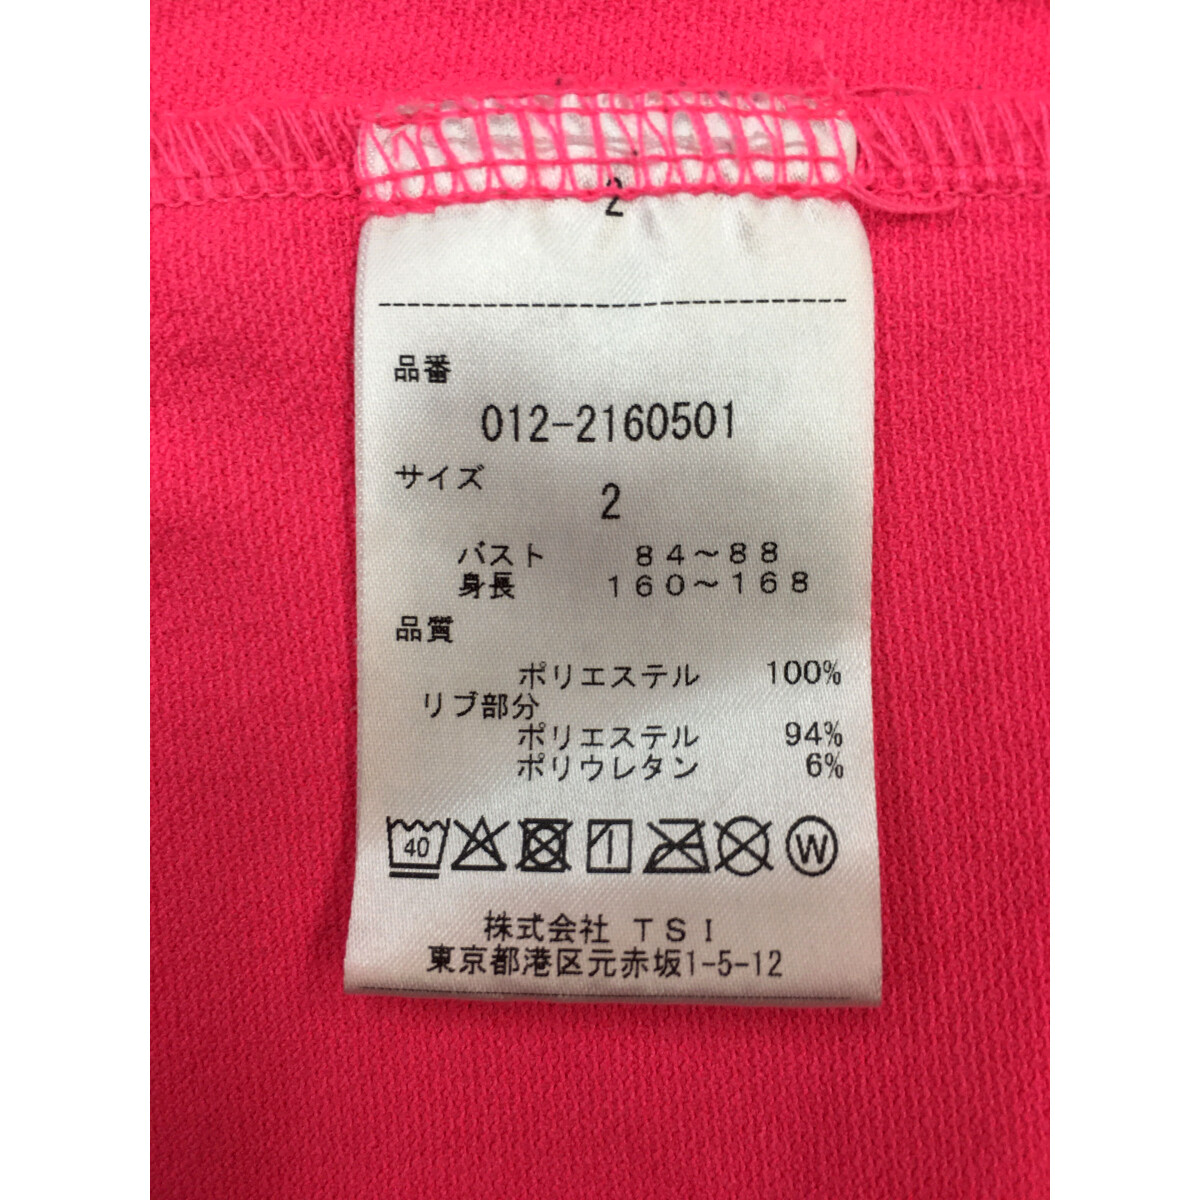 2
品番
012-2160501
サイズ
2
バスト 84～88
身長 160～168
品質
ポリエステル 100%
リブ部分
ポリエステル 94%
ポリウレタン 6%
40 W
株式会社 TSI
東京都港区元赤坂1-5-12